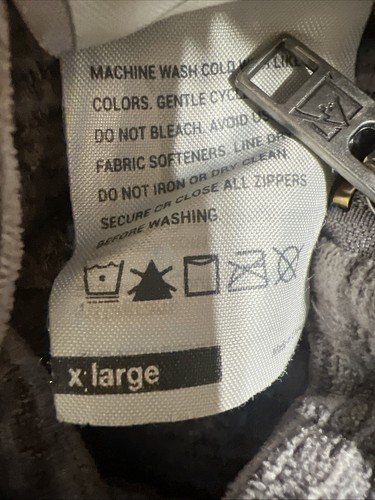 MACHINE WASH COLD LIKE
COLORS. GENTLE
DO NOT BLEACH. AVOID
FABRIC SOFTENERS. LINE DRY
DO NOT IRON OR DRY CLEAN.
SECURE OR CLOSE ALL ZIPPERS
BEFORE WASHING
x large